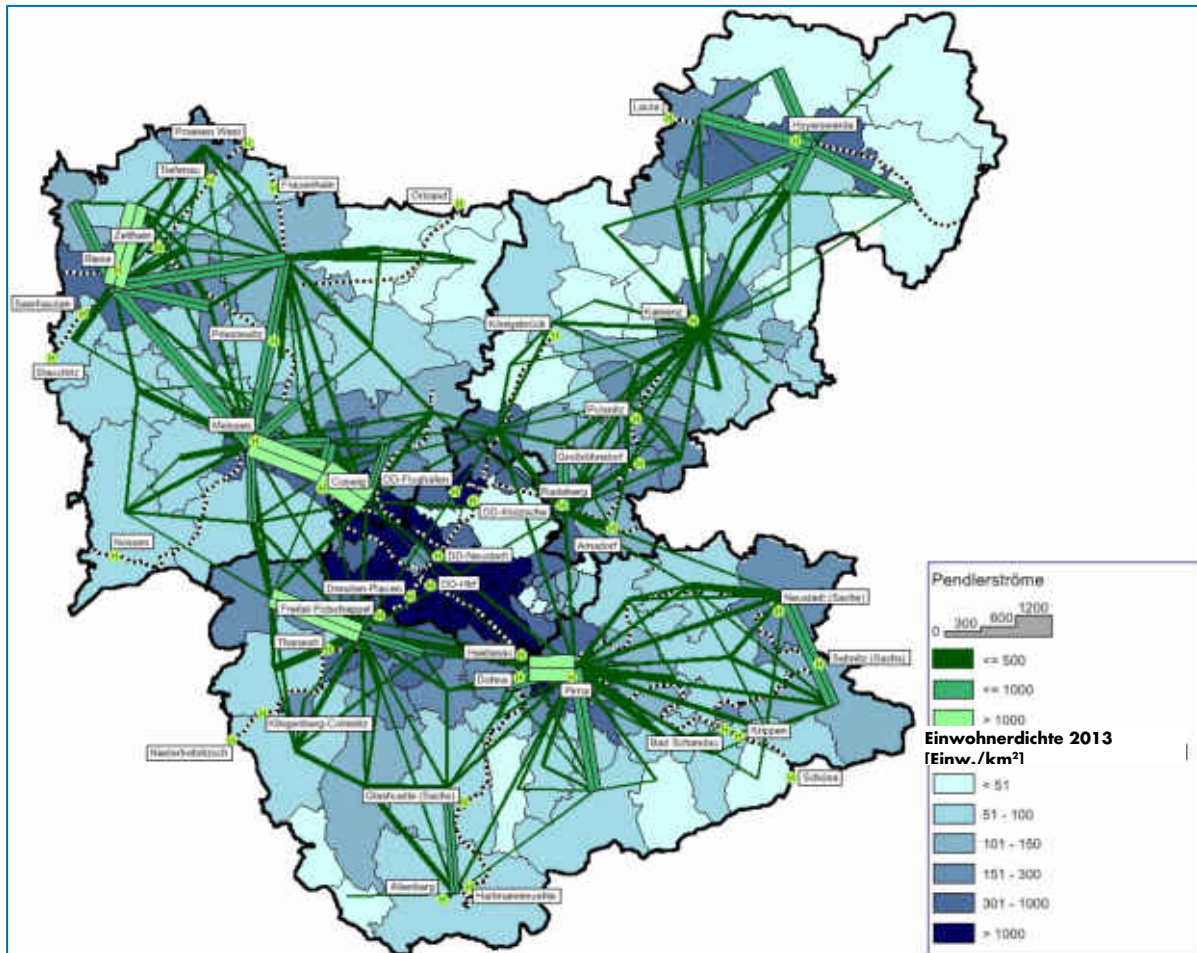 Lauta
Hoyerswerda
Proesen West
Tiefenau
Frauenhain
Ortrand
Zeithain
Riesa
Seerhausen
Stauchitz
Priestewitz
Königsbrück
Kamenz
Pulsnitz
Großröhrsdorf
Meissen
Coswig
DD-Flughafen
Radeberg
DD-Klotzsche
Arnsdorf
Nossen
DD-Neustadt
DD-Hbf
Dresden-Plauen
Freital-Potschappel
Tharandt
Heidenau
Dohna
Pirna
Neustadt (Sachs)
Sebnitz (Sachs)
Klingenberg-Colmnitz
Niederbobritzsch
Bad Schandau
Krippen
Schöna
Glashuette (Sachs)
Altenberg
Hartmannmuehle
Pendlerströme
0 300 600 1200
<= 500
<= 1000
> 1000
Einwohnerdichte 2013
[Einw./km²]
< 51
51 - 100
101 - 150
151 - 300
301 - 1000
> 1000
H